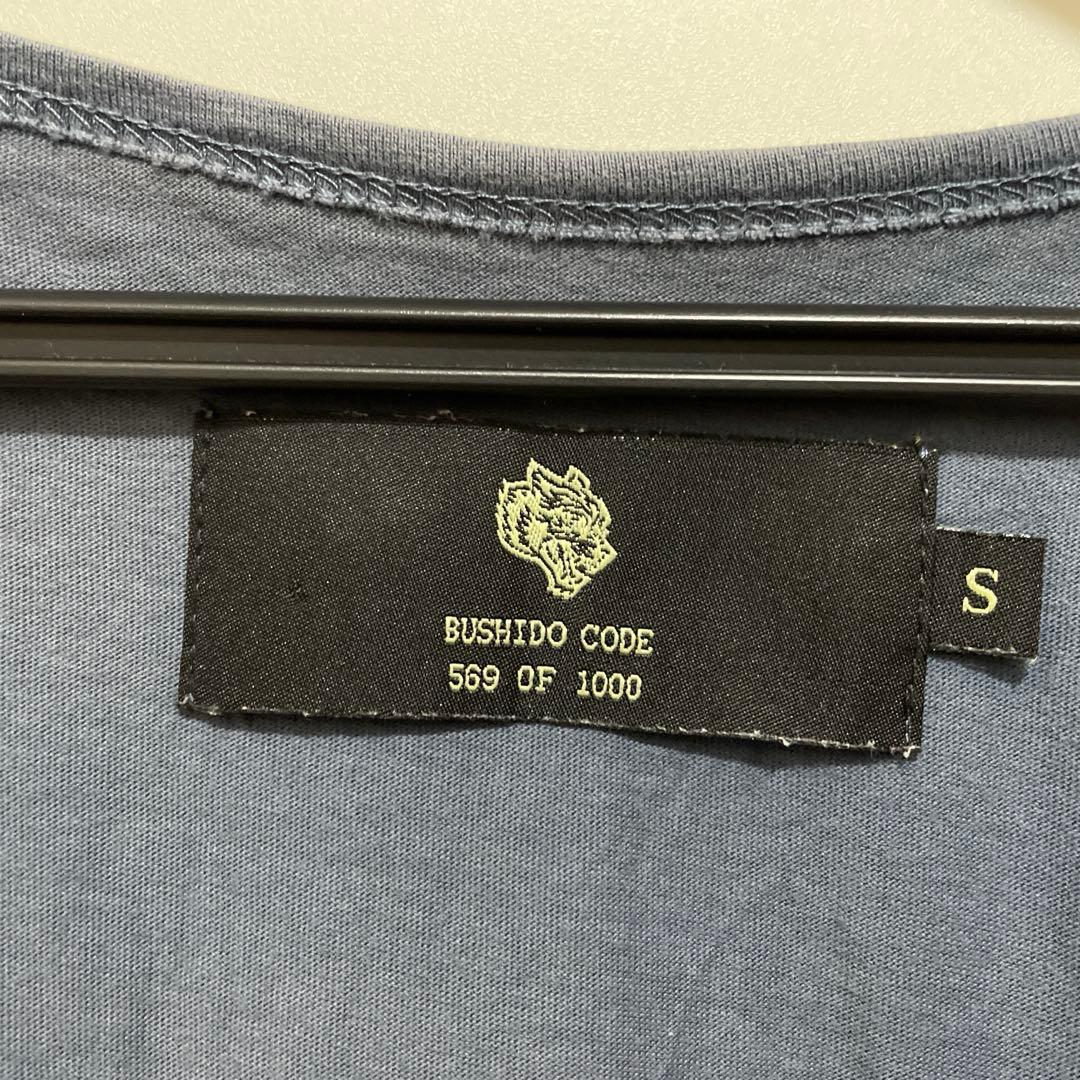 BUSHIDO CODE
569 OF 1000
S